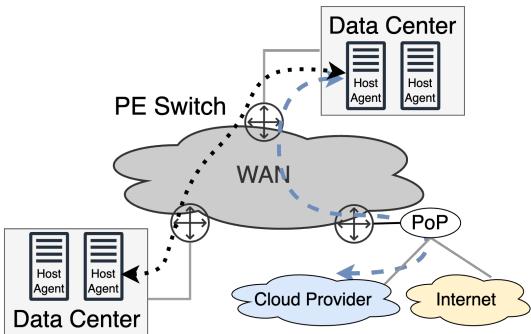 Data Center
Host
Agent
Host
Agent
PE Switch
WAN
PoP
Host
Agent
Host
Agent
Data Center
Cloud Provider
Internet